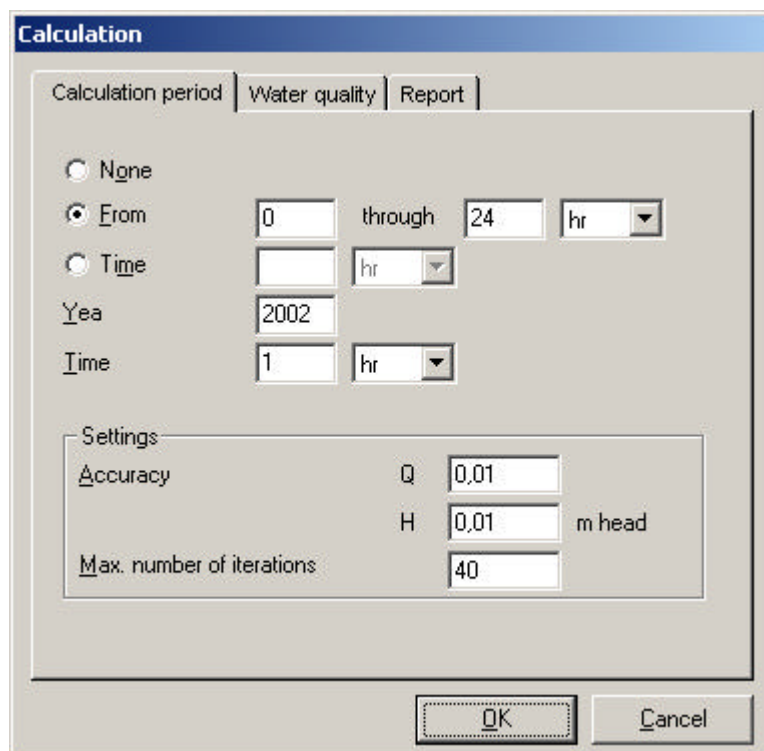 Calculation
Calculation period Water quality Report
None
From 0 through 24 hr
Time hr
Yea 2002
Time 1 hr
Settings
Accuracy Q 0,01
H 0,01 m head
Max. number of iterations 40
OK Cancel